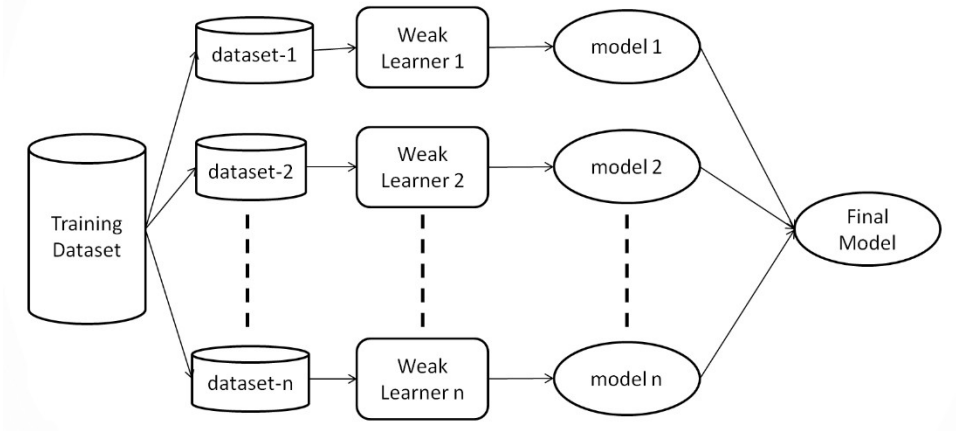 dataset-1
Weak
Learner 1
model 1
dataset-2
Weak
Learner 2
model 2
Training
Dataset
Final
Model
dataset-n
Weak
Learner n
model n